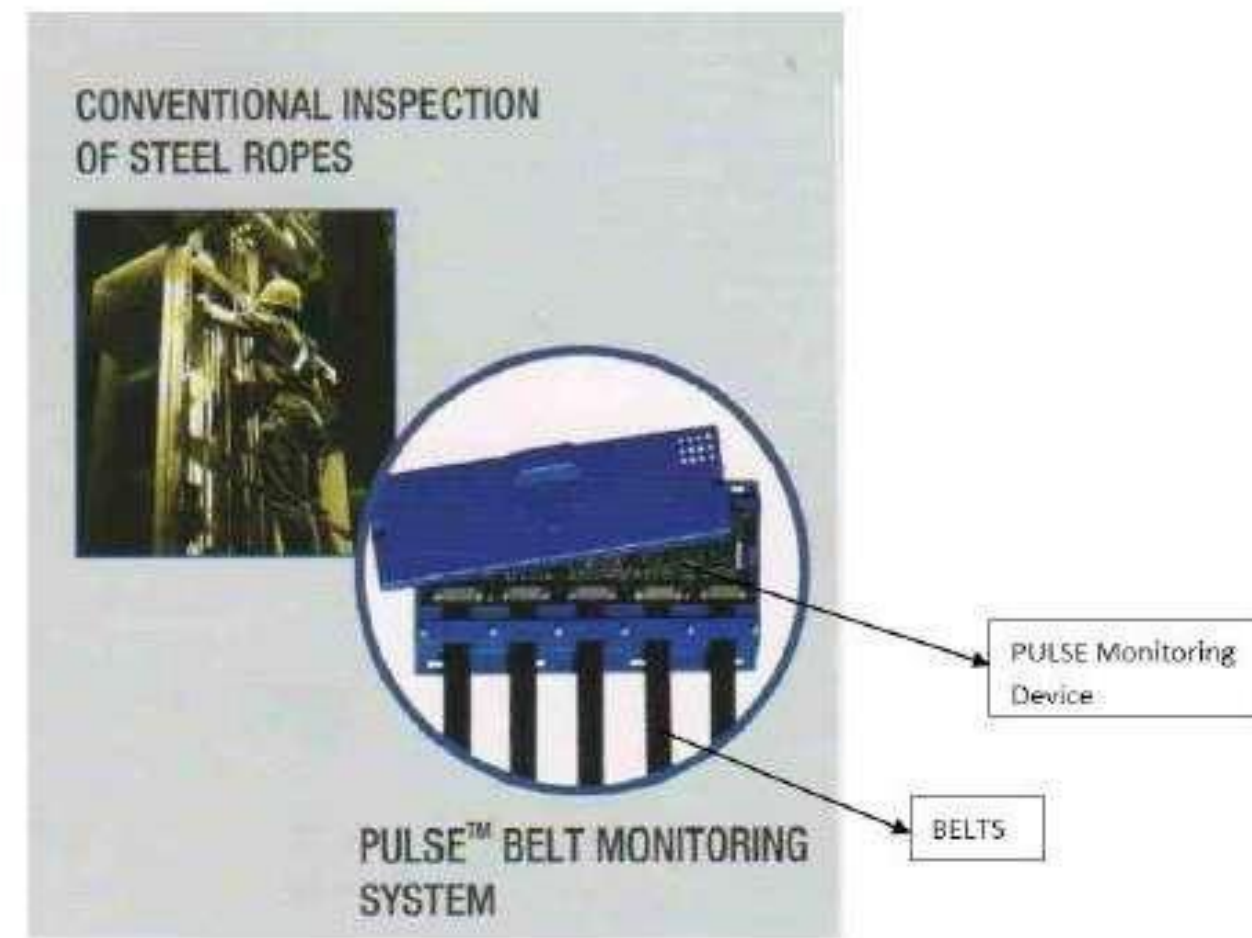 CONVENTIONAL INSPECTION
OF STEEL ROPES
PULSE Monitoring
Device
BELTS
PULSE™ BELT MONITORING
SYSTEM